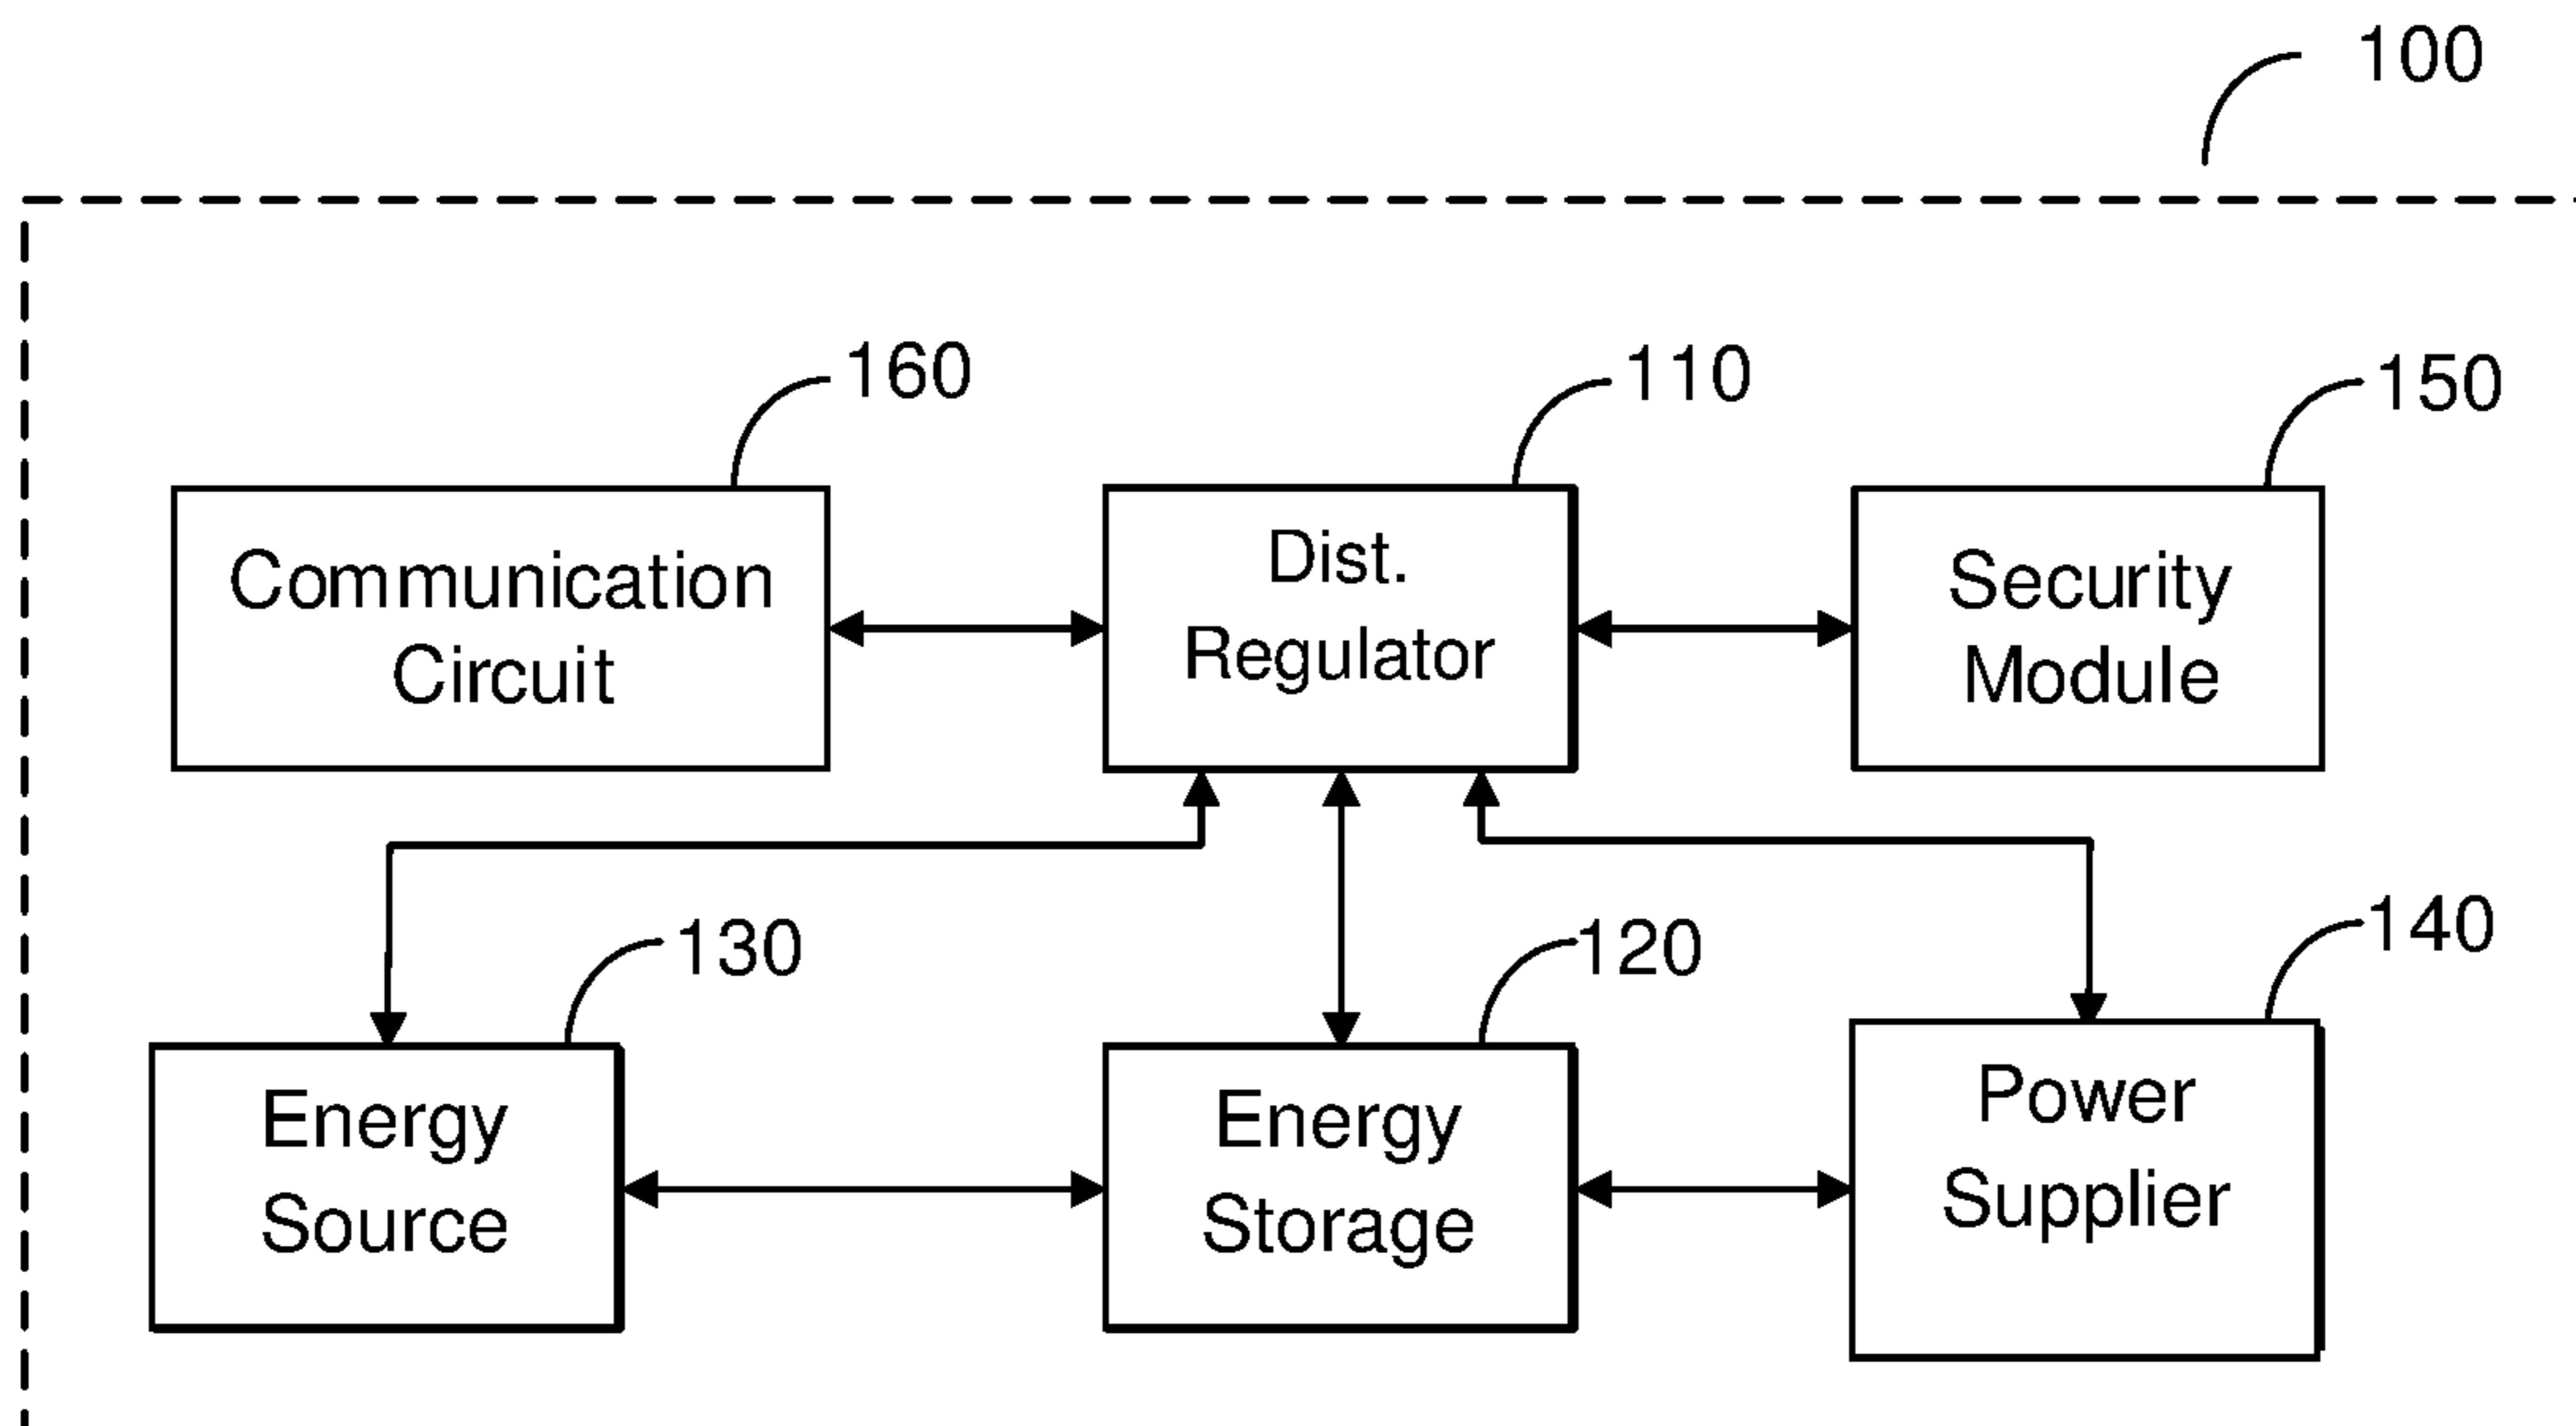 100
160
110
150
Communication
Circuit
Dist.
Regulator
Security
Module
130
120
140
Energy
Source
Energy
Storage
Power
Supplier